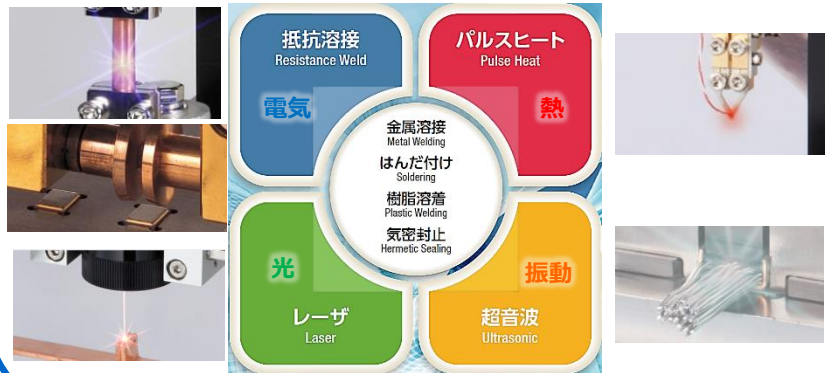 抵抗溶接
Resistance Weld
パルスヒート
Pulse Heat
電気
熱
金属溶接
Metal Welding
はんだ付け
Soldering
樹脂溶着
Plastic Welding
気密封止
Hermetic Sealing
光
振動
レーザ
Laser
超音波
Ultrasonic